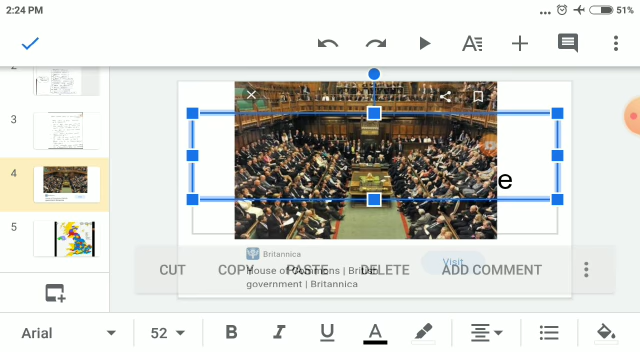 2:24 PM
51%
2
3
4
5
e
Britannica
Visit
CUT COPY PASTE DELETE ADD COMMENT
House of Commons | British
government | Britannica
Arial 52 B I U A